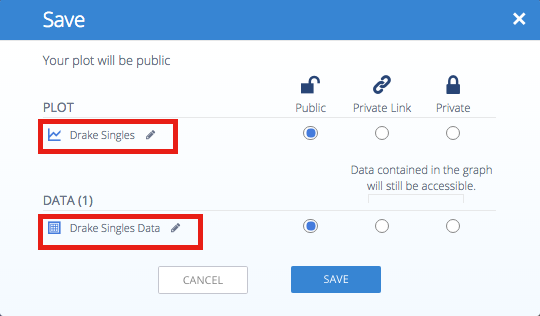 Save
Your plot will be public
PLOT
Public Private Link Private
Drake Singles
Data contained in the graph
will still be accessible.
DATA (1)
Drake Singles Data
CANCEL SAVE